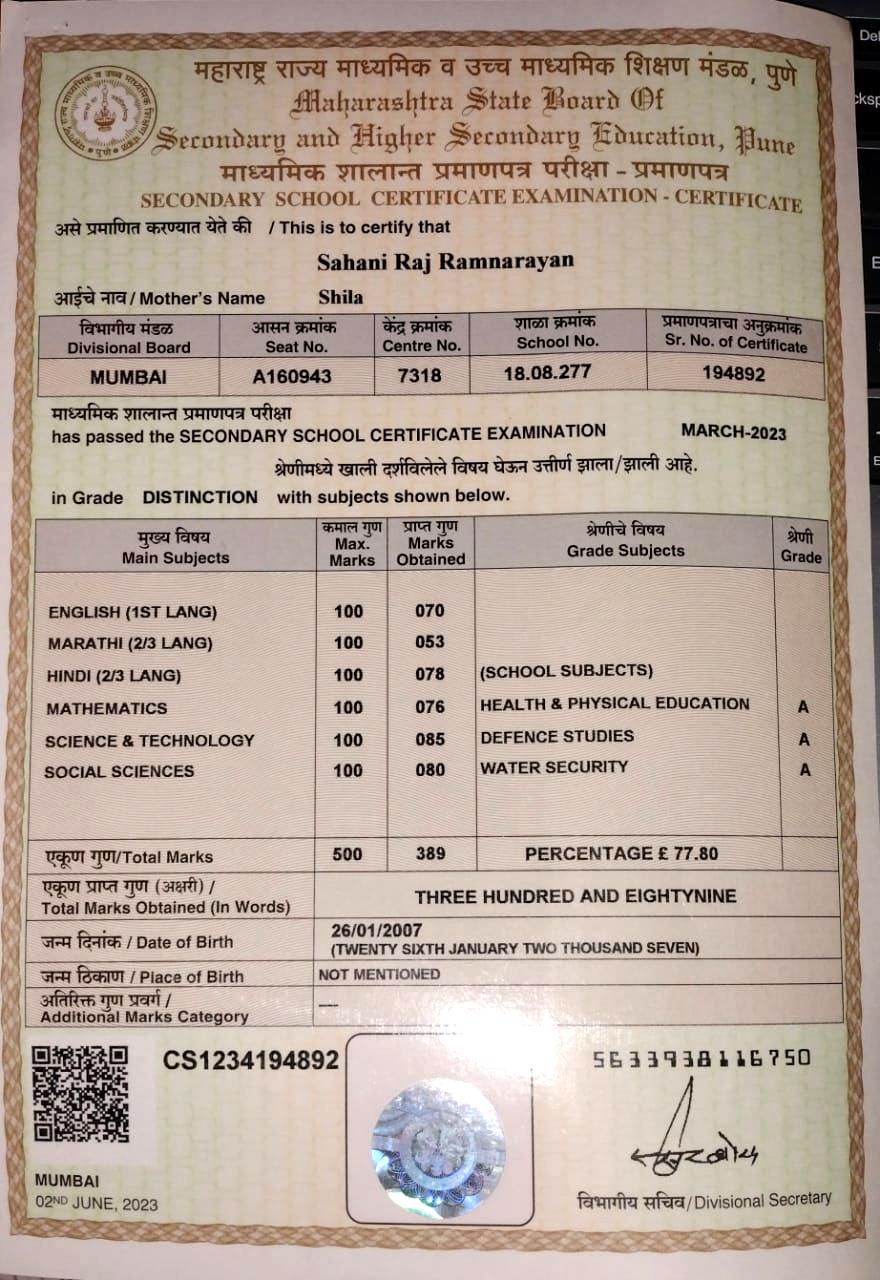 महाराष्ट्र राज्य माध्यमिक व उच्च माध्यमिक शिक्षण मंडळ, पुणे
Maharashtra State Board Of
Secondary and Higher Secondary Education, Pune
माध्यमिक शालान्त प्रमाणपत्र परीक्षा - प्रमाणपत्र
SECONDARY SCHOOL CERTIFICATE EXAMINATION - CERTIFICATE
असे प्रमाणित करण्यात येते की / This is to certify that
Sahani Raj Ramnarayan
आईचे नाव / Mother's Name Shila
विभागीय मंडळ आसन क्रमांक केंद्र क्रमांक शाळा क्रमांक प्रमाणपत्राचा अनुक्रमांक
Divisional Board Seat No. Centre No. School No. Sr. No. of Certificate
MUMBAI A160943 7318 18.08.277 194892
माध्यमिक शालान्त प्रमाणपत्र परीक्षा
has passed the SECONDARY SCHOOL CERTIFICATE EXAMINATION MARCH-2023
श्रेणीमध्ये खाली दर्शविलेले विषय घेऊन उत्तीर्ण झाला/झाली आहे.
in Grade DISTINCTION with subjects shown below.
मुख्य विषय कमाल गुण प्राप्त गुण श्रेणीचे विषय श्रेणी
Main Subjects Max. Marks Marks Obtained Grade Subjects Grade
ENGLISH (1ST LANG) 100 070
MARATHI (2/3 LANG) 100 053
HINDI (2/3 LANG) 100 078 (SCHOOL SUBJECTS)
MATHEMATICS 100 076 HEALTH & PHYSICAL EDUCATION A
SCIENCE & TECHNOLOGY 100 085 DEFENCE STUDIES A
SOCIAL SCIENCES 100 080 WATER SECURITY A
एकूण गुण/Total Marks 500 389 PERCENTAGE £ 77.80
एकूण प्राप्त गुण (अक्षरी) /
Total Marks Obtained (In Words) THREE HUNDRED AND EIGHTYNINE
जन्म दिनांक / Date of Birth 26/01/2007
(TWENTY SIXTH JANUARY TWO THOUSAND SEVEN)
जन्म ठिकाण / Place of Birth NOT MENTIONED
अतिरिक्त गुण प्रवर्ग /
Additional Marks Category ---
CS1234194892
5633938116750
MUMBAI
02ND JUNE, 2023
विभागीय सचिव/Divisional Secretary